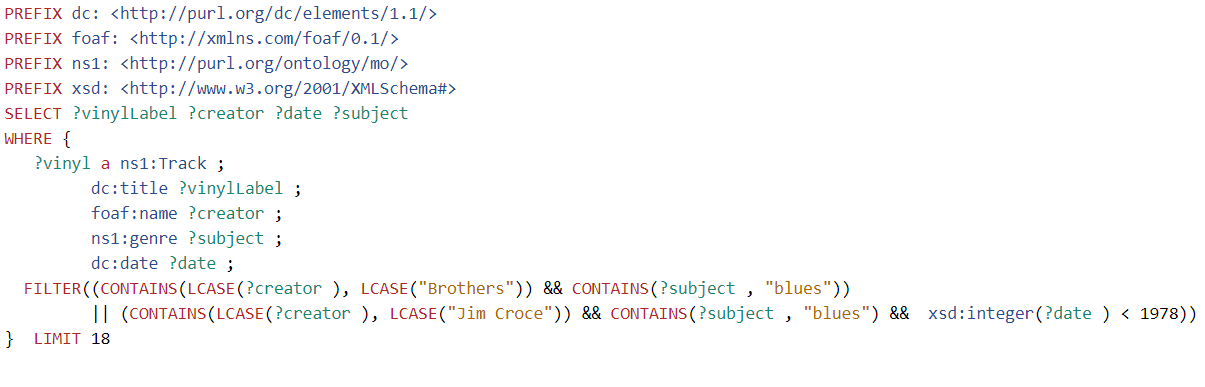 PREFIX dc: <http://purl.org/dc/elements/1.1/>
PREFIX foaf: <http://xmlns.com/foaf/0.1/>
PREFIX ns1: <http://purl.org/ontology/mo/>
PREFIX xsd: <http://www.w3.org/2001/XMLSchema#>
SELECT ?vinylLabel ?creator ?date ?subject
WHERE {
   ?vinyl a ns1:Track ;
         dc:title ?vinylLabel ;
         foaf:name ?creator ;
         ns1:genre ?subject ;
         dc:date ?date ;
  FILTER((CONTAINS(LCASE(?creator ), LCASE("Brothers")) && CONTAINS(?subject , "blues"))
         || (CONTAINS(LCASE(?creator ), LCASE("Jim Croce")) && CONTAINS(?subject , "blues") &&  xsd:integer(?date ) < 1978))
}  LIMIT 18